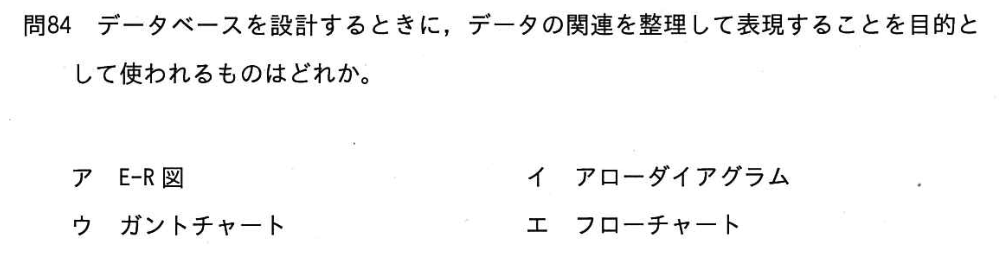 問84 データベースを設計するときに，データの関連を整理して表現することを目的と
して使われるものはどれか。
ア E-R 図 イ アローダイアグラム
ウ ガントチャート エ フローチャート